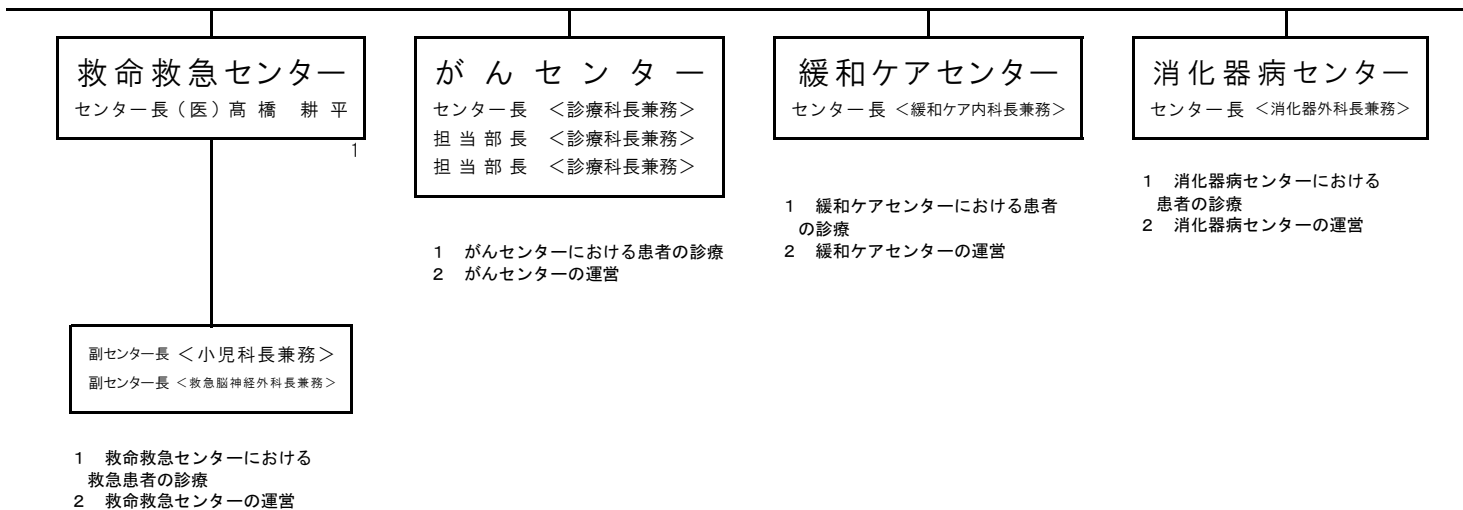 救命救急センター
センター長（医）髙橋　耕平
1
副センター長 ＜小児科長兼務＞
副センター長 ＜救急脳神経外科長兼務＞
１　救命救急センターにおける
救急患者の診療
２　救命救急センターの運営
がんセンター
センター長　＜診療科長兼務＞
担当部長　＜診療科長兼務＞
担当部長　＜診療科長兼務＞
１　がんセンターにおける患者の診療
２　がんセンターの運営
緩和ケアセンター
センター長 ＜緩和ケア内科長兼務＞
１　緩和ケアセンターにおける患者
の診療
２　緩和ケアセンターの運営
消化器病センター
センター長 ＜消化器外科長兼務＞
１　消化器病センターにおける
患者の診療
２　消化器病センターの運営